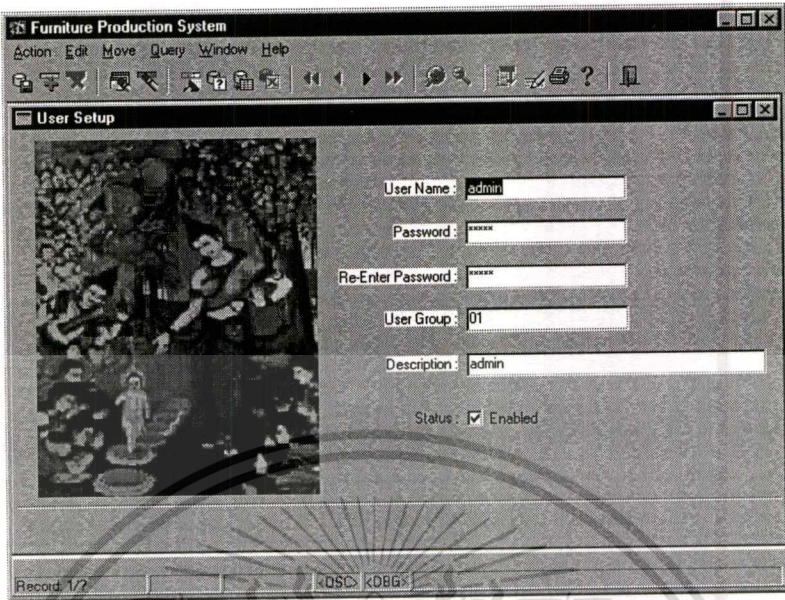 Furniture Production System
Action Edit Move Query Window Help
User Setup
User Name : admin
Password : *****
Re-Enter Password : *****
User Group : 01
Description : admin
Status : Enabled
Record: 1/? <OSC> <DBG>